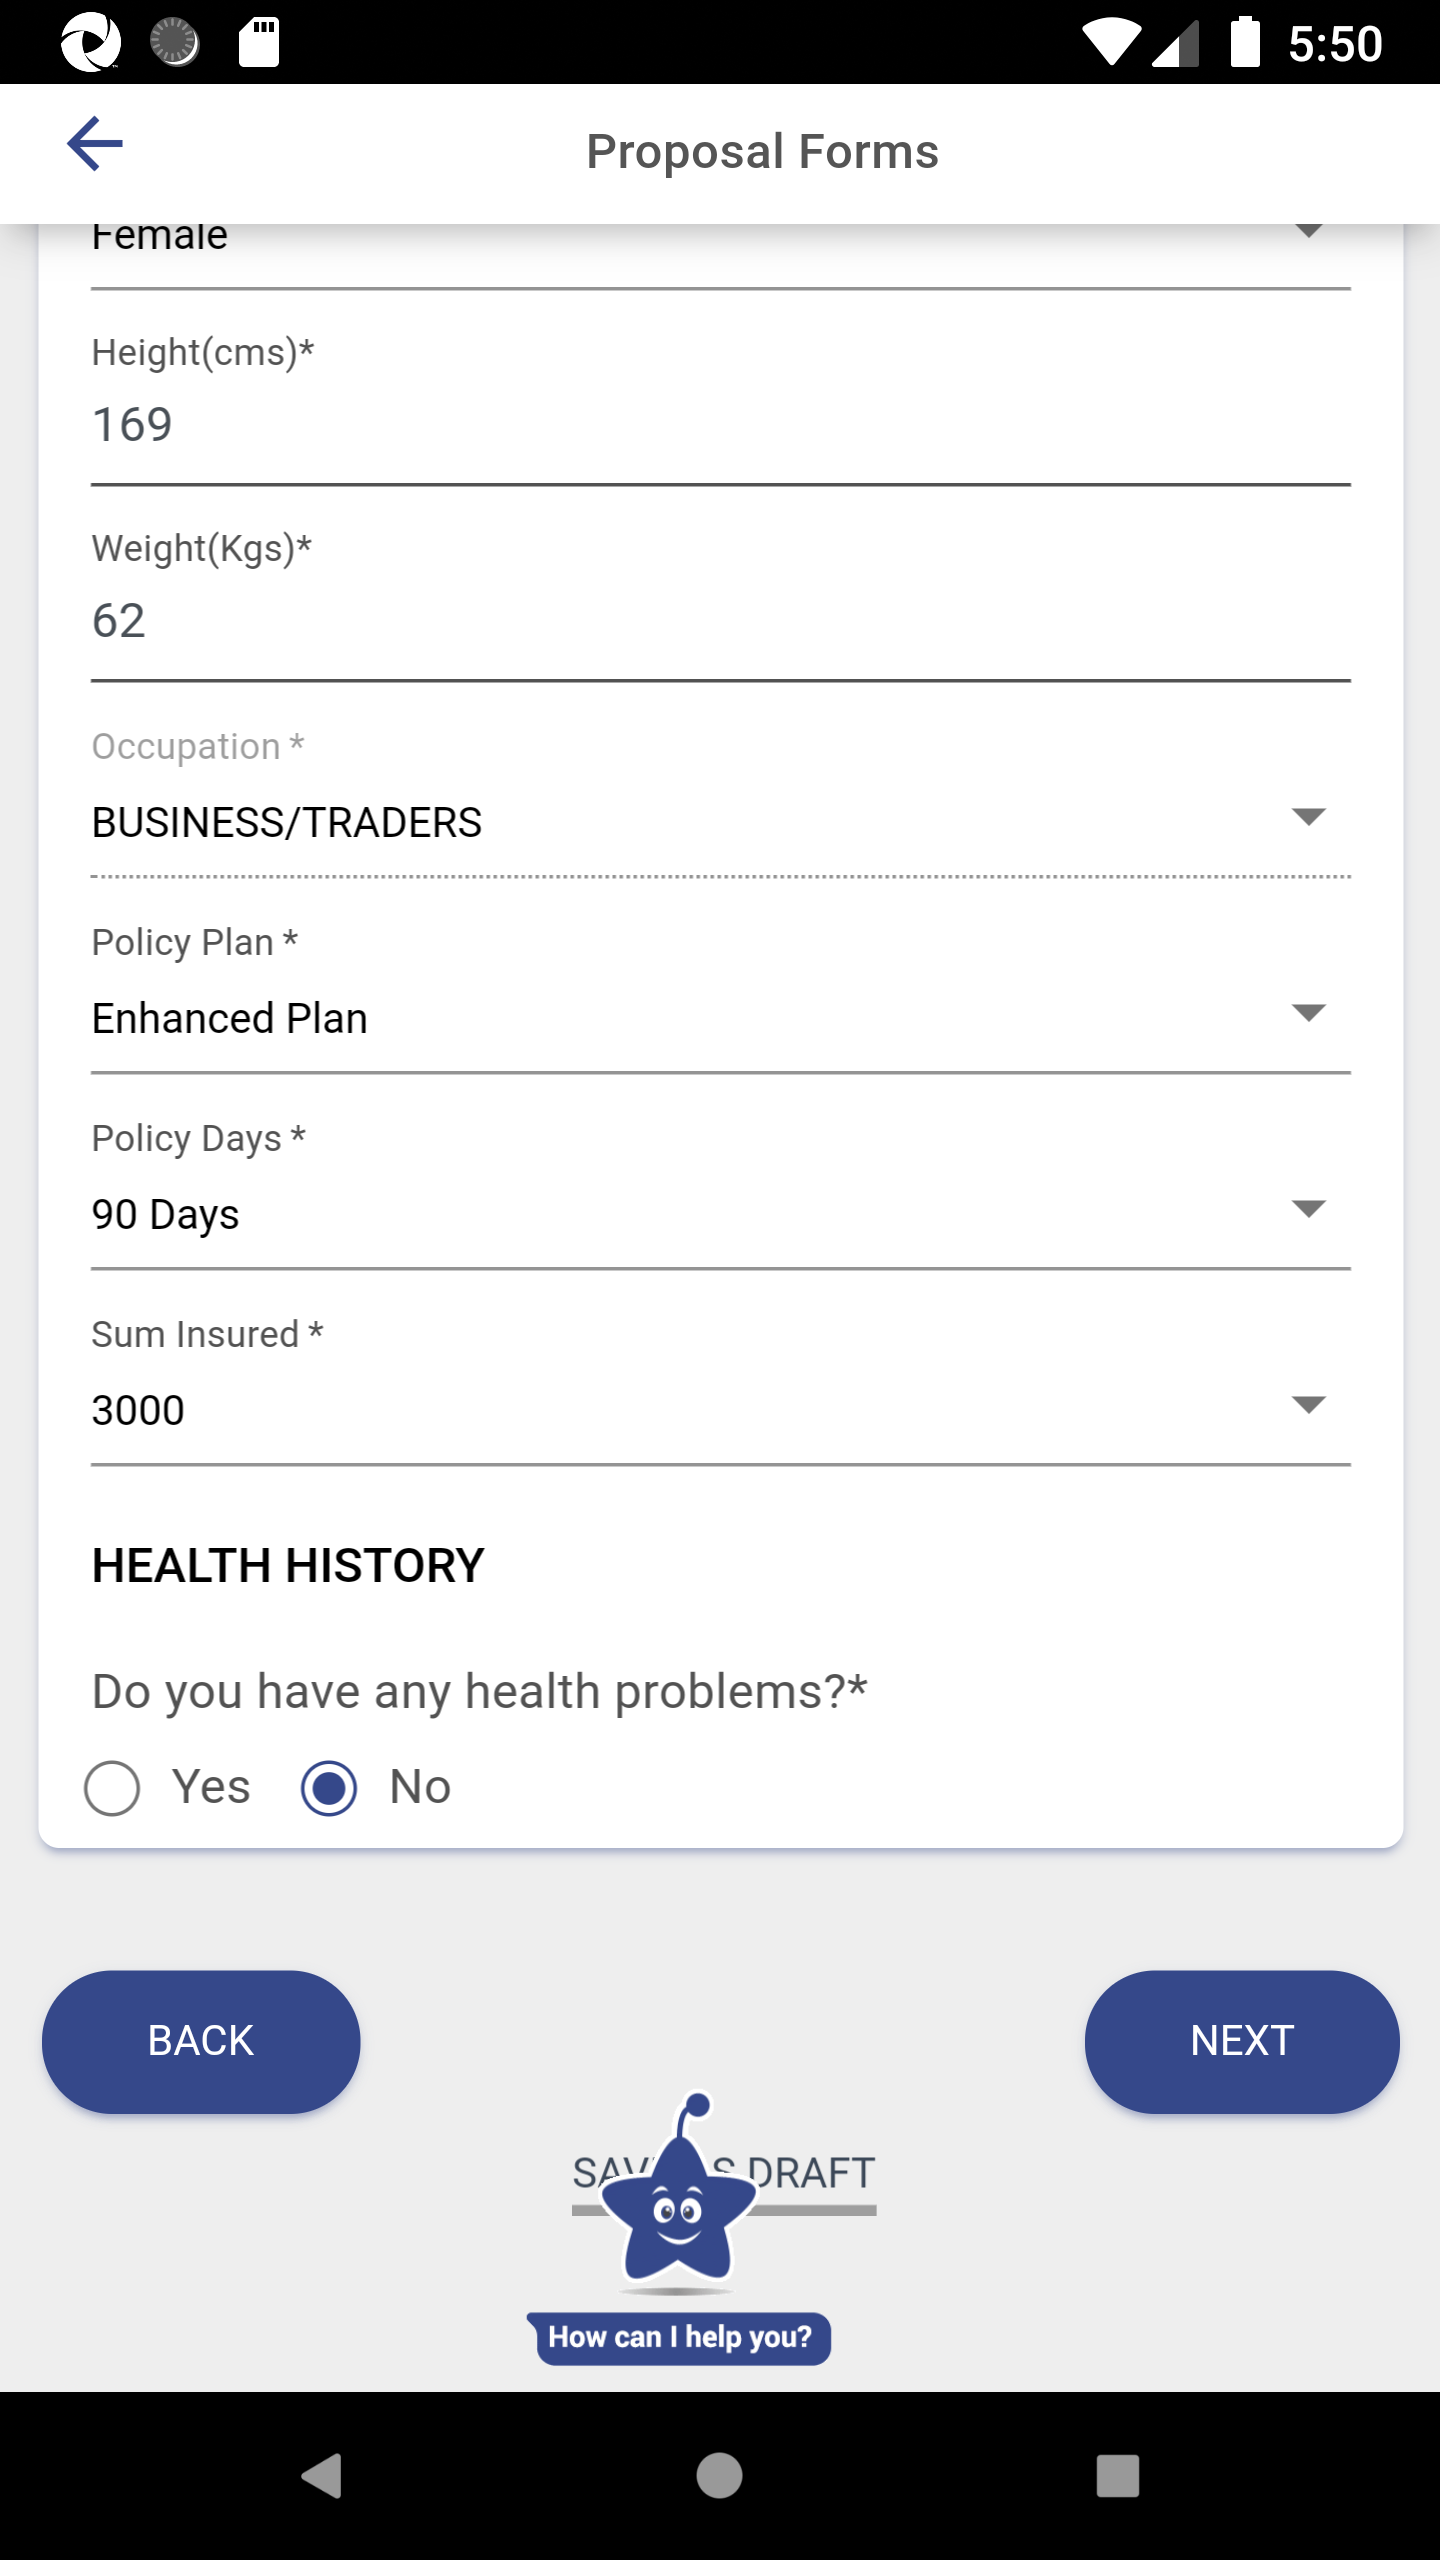 5:50
Proposal Forms
Female
Height(cms)*
169
Weight(Kgs)*
62
Occupation *
BUSINESS/TRADERS
Policy Plan *
Enhanced Plan
Policy Days *
90 Days
Sum Insured *
3000
HEALTH HISTORY
Do you have any health problems?*
Yes No
BACK NEXT
DRAFT
How can I help you?